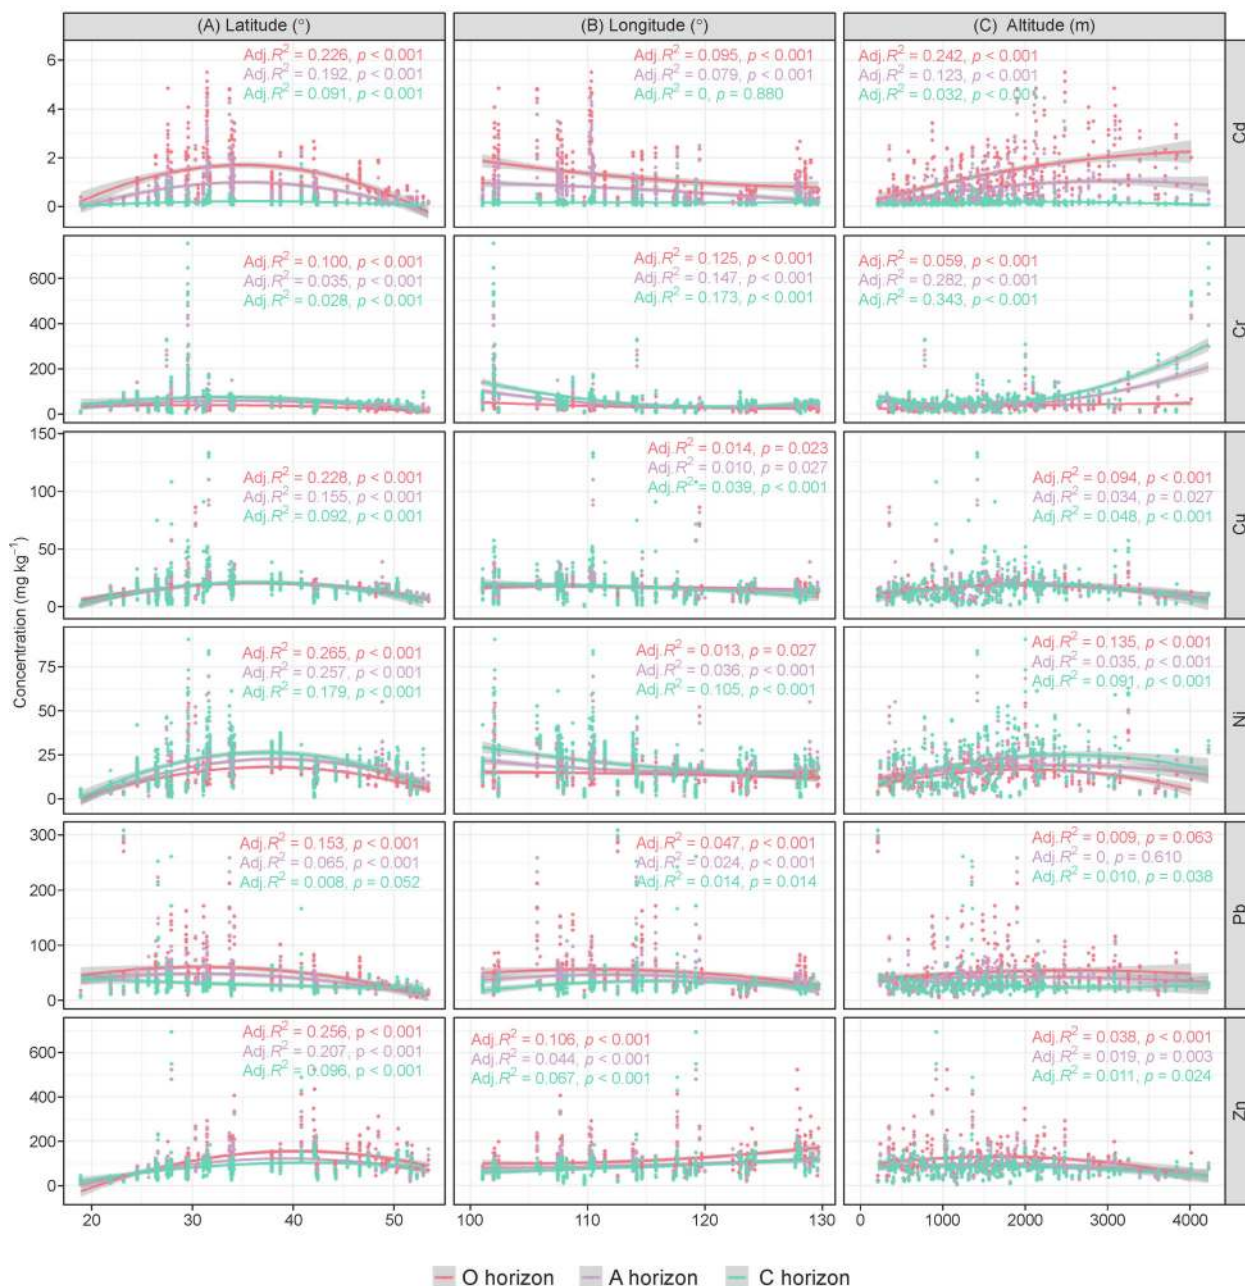 (A) Latitude (°)
(B) Longitude (°)
(C) Altitude (m)
Adj.R² = 0.226, p < 0.001
Adj.R² = 0.192, p < 0.001
Adj.R² = 0.091, p < 0.001
Adj.R² = 0.095, p < 0.001
Adj.R² = 0.079, p < 0.001
Adj.R² = 0, p = 0.880
Adj.R² = 0.242, p < 0.001
Adj.R² = 0.123, p < 0.001
Adj.R² = 0.032, p < 0.001
6
4
2
0
Cd
Adj.R² = 0.100, p < 0.001
Adj.R² = 0.035, p < 0.001
Adj.R² = 0.028, p < 0.001
Adj.R² = 0.125, p < 0.001
Adj.R² = 0.147, p < 0.001
Adj.R² = 0.173, p < 0.001
Adj.R² = 0.059, p < 0.001
Adj.R² = 0.282, p < 0.001
Adj.R² = 0.343, p < 0.001
600
400
200
0
Cr
Adj.R² = 0.228, p < 0.001
Adj.R² = 0.155, p < 0.001
Adj.R² = 0.092, p < 0.001
Adj.R² = 0.014, p = 0.023
Adj.R² = 0.010, p = 0.027
Adj.R² = 0.039, p < 0.001
Adj.R² = 0.094, p < 0.001
Adj.R² = 0.034, p = 0.027
Adj.R² = 0.048, p < 0.001
150
100
50
0
Cu
Concentration (mg kg⁻¹)
Adj.R² = 0.265, p < 0.001
Adj.R² = 0.257, p < 0.001
Adj.R² = 0.179, p < 0.001
Adj.R² = 0.013, p = 0.027
Adj.R² = 0.036, p < 0.001
Adj.R² = 0.105, p < 0.001
Adj.R² = 0.135, p < 0.001
Adj.R² = 0.035, p < 0.001
Adj.R² = 0.091, p < 0.001
75
50
25
0
Ni
Adj.R² = 0.153, p < 0.001
Adj.R² = 0.065, p < 0.001
Adj.R² = 0.008, p = 0.052
Adj.R² = 0.047, p < 0.001
Adj.R² = 0.024, p < 0.001
Adj.R² = 0.014, p = 0.014
Adj.R² = 0.009, p = 0.063
Adj.R² = 0, p = 0.610
Adj.R² = 0.010, p = 0.038
300
200
100
0
Pb
Adj.R² = 0.256, p < 0.001
Adj.R² = 0.207, p < 0.001
Adj.R² = 0.096, p < 0.001
Adj.R² = 0.106, p < 0.001
Adj.R² = 0.044, p < 0.001
Adj.R² = 0.067, p < 0.001
Adj.R² = 0.038, p < 0.001
Adj.R² = 0.019, p = 0.003
Adj.R² = 0.011, p = 0.024
600
400
200
0
Zn
20 30 40 50
100 110 120 130
0 1000 2000 3000 4000
O horizon A horizon C horizon